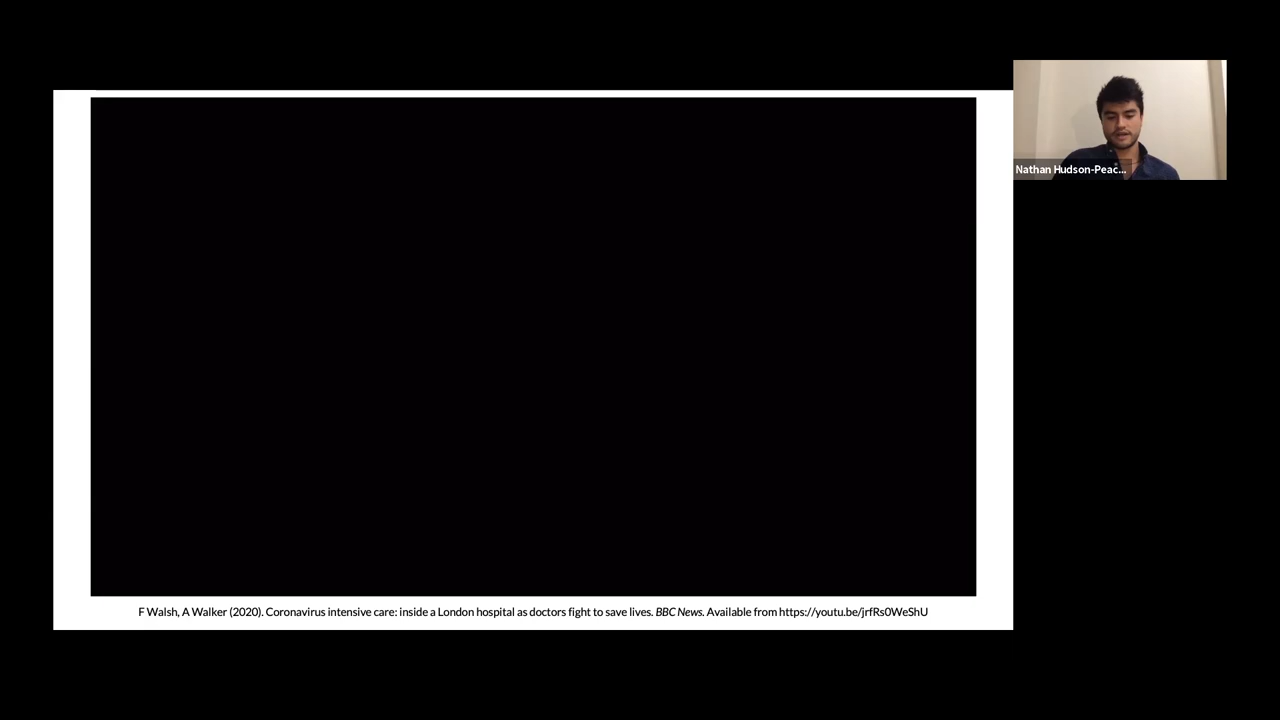 Nathan Hudson-Peac...
F Walsh, A Walker (2020). Coronavirus intensive care: inside a London hospital as doctors fight to save lives. BBC News. Available from https://youtu.be/jrfRs0WeShU